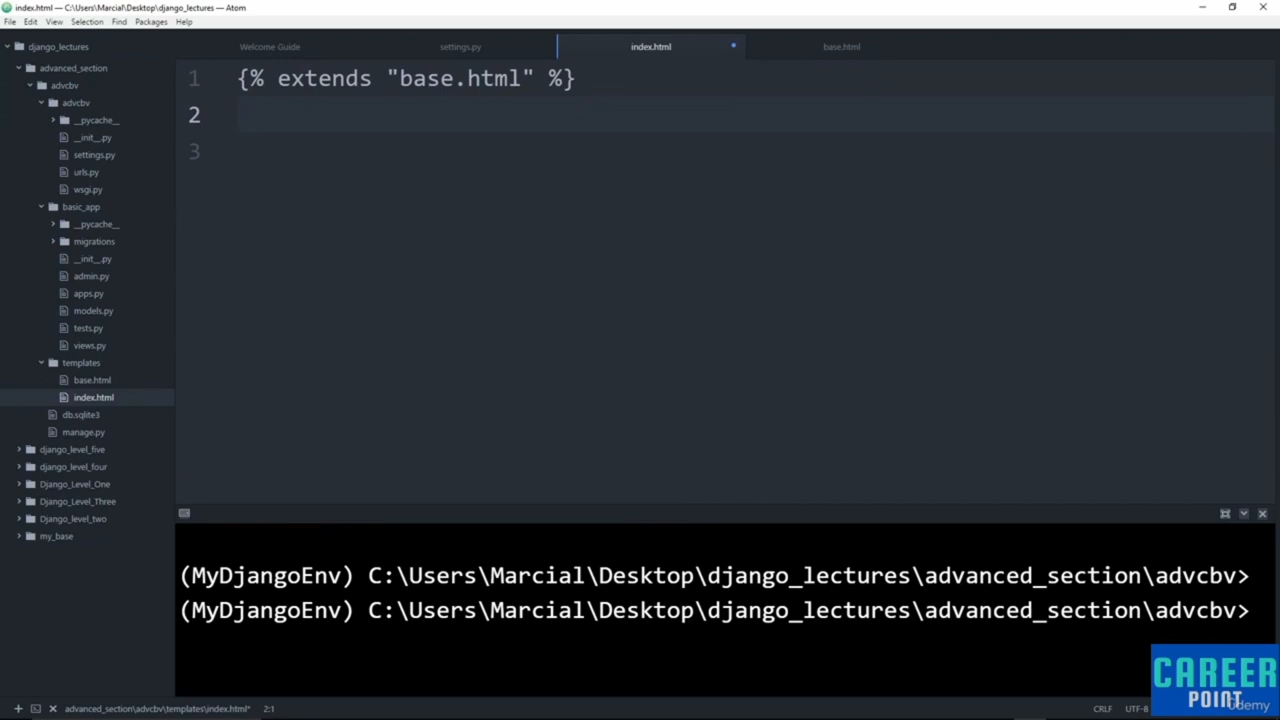 index.html — C:\Users\Marcial\Desktop\django_lectures — Atom
File Edit View Selection Find Packages Help
django_lectures
advanced_section
advcbv
advcbv
__pycache__
__init__.py
settings.py
urls.py
wsgi.py
basic_app
__pycache__
migrations
__init__.py
admin.py
apps.py
models.py
tests.py
views.py
templates
base.html
index.html
db.sqlite3
manage.py
django_level_five
django_level_four
Django_Level_One
Django_Level_Three
Django_level_two
my_base
Welcome Guide settings.py index.html base.html
1 {% extends "base.html" %}
2
3
(MyDjangoEnv) C:\Users\Marcial\Desktop\django_lectures\advanced_section\advcbv>
(MyDjangoEnv) C:\Users\Marcial\Desktop\django_lectures\advanced_section\advcbv>
advanced_section\advcbv\templates\index.html* 2:1
CRLF UTF-8
CAREER
POINT
Udemy